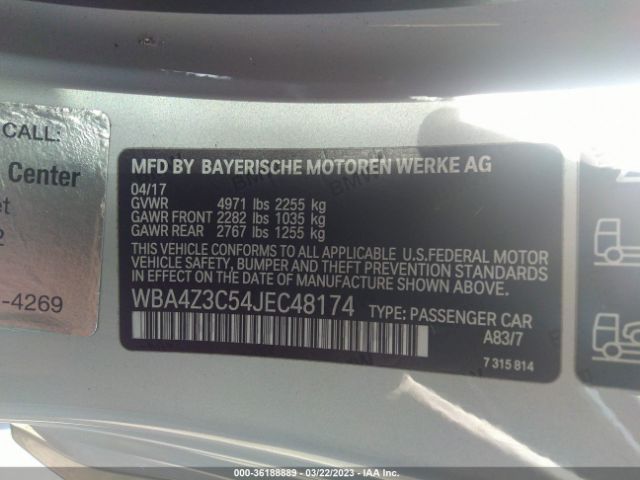 CALL:
Center
2
-4269
MFD BY BAYERISCHE MOTOREN WERKE AG
04/17
GVWR 4971 lbs 2255 kg
GAWR FRONT 2282 lbs 1035 kg
GAWR REAR 2767 lbs 1255 kg
THIS VEHICLE CONFORMS TO ALL APPLICABLE U.S.FEDERAL MOTOR
VEHICLE SAFETY, BUMPER AND THEFT PREVENTION STANDARDS
IN EFFECT ON THE DATE OF MANUFACTURE SHOWN ABOVE.
WBA4Z3C54JEC48174 TYPE: PASSENGER CAR
A83/7
7 315 814
000-36188889 - 03/22/2023 - IAA Inc.